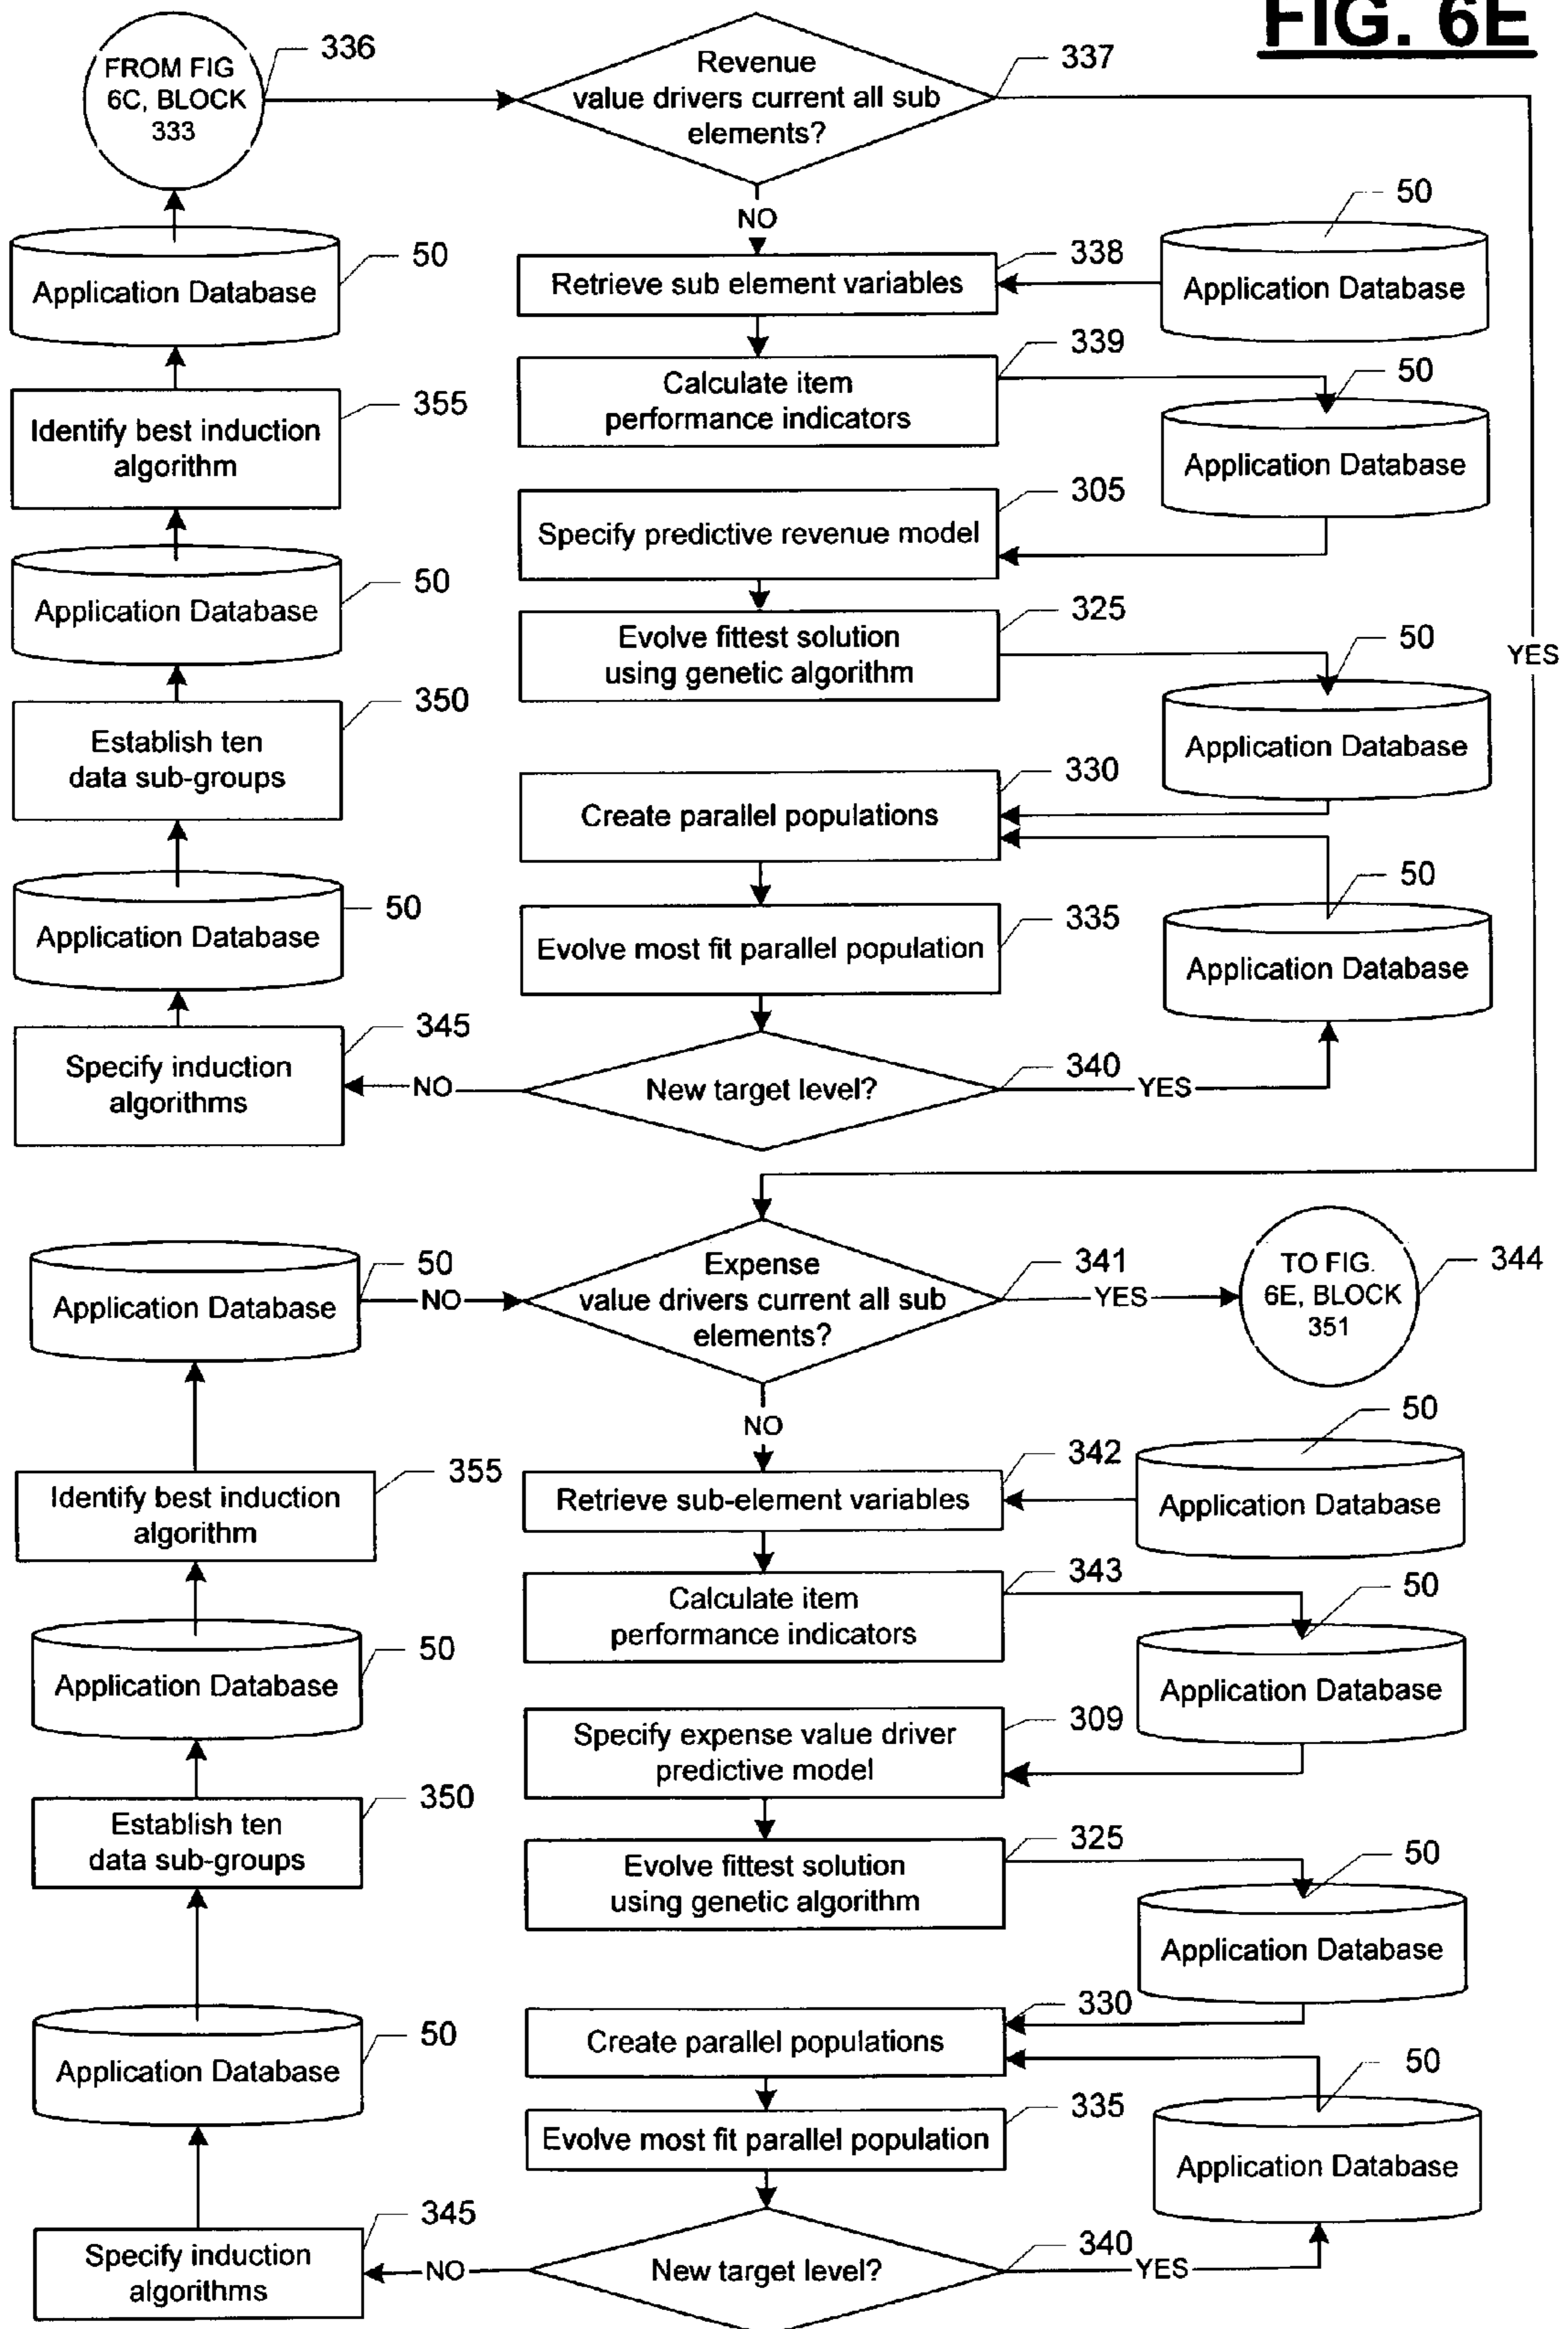 FIG. 6E
FROM FIG
6C, BLOCK
333
336
Revenue
value drivers current all sub
elements?
337
NO
YES
Application Database
50
Retrieve sub element variables
338
Application Database
50
Calculate item
performance indicators
339
Application Database
50
Identify best induction
algorithm
355
Specify predictive revenue model
305
Application Database
50
Evolve fittest solution
using genetic algorithm
325
Application Database
50
Establish ten
data sub-groups
350
Create parallel populations
330
Application Database
50
Evolve most fit parallel population
335
Application Database
50
Specify induction
algorithms
345
NO
New target level?
340
YES
Application Database
50
NO
Expense
value drivers current all sub
elements?
341
YES
TO FIG.
6E, BLOCK
351
344
NO
Identify best induction
algorithm
355
Retrieve sub-element variables
342
Application Database
50
Calculate item
performance indicators
343
Application Database
50
Application Database
50
Specify expense value driver
predictive model
309
Establish ten
data sub-groups
350
Evolve fittest solution
using genetic algorithm
325
Application Database
50
Application Database
50
Create parallel populations
330
Evolve most fit parallel population
335
Application Database
50
Specify induction
algorithms
345
NO
New target level?
340
YES